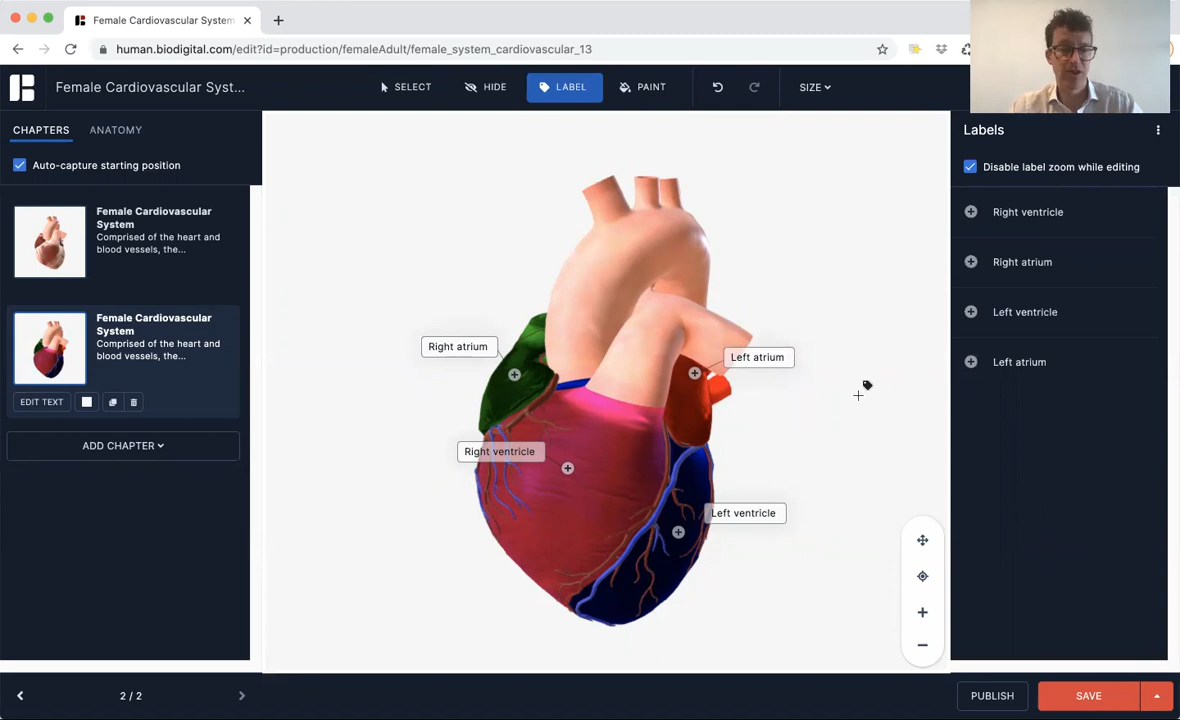 Female Cardiovascular System
human.biodigital.com/edit?id=production/femaleAdult/female_system_cardiovascular_13
Female Cardiovascular Syst...
SELECT
HIDE
LABEL
PAINT
SIZE
CHAPTERS
ANATOMY
Auto-capture starting position
Female Cardiovascular
System
Comprised of the heart and
blood vessels, the...
Female Cardiovascular
System
Comprised of the heart and
blood vessels, the...
EDIT TEXT
ADD CHAPTER
2 / 2
Right atrium
Left atrium
Right ventricle
Left ventricle
Labels
Disable label zoom while editing
Right ventricle
Right atrium
Left ventricle
Left atrium
PUBLISH
SAVE